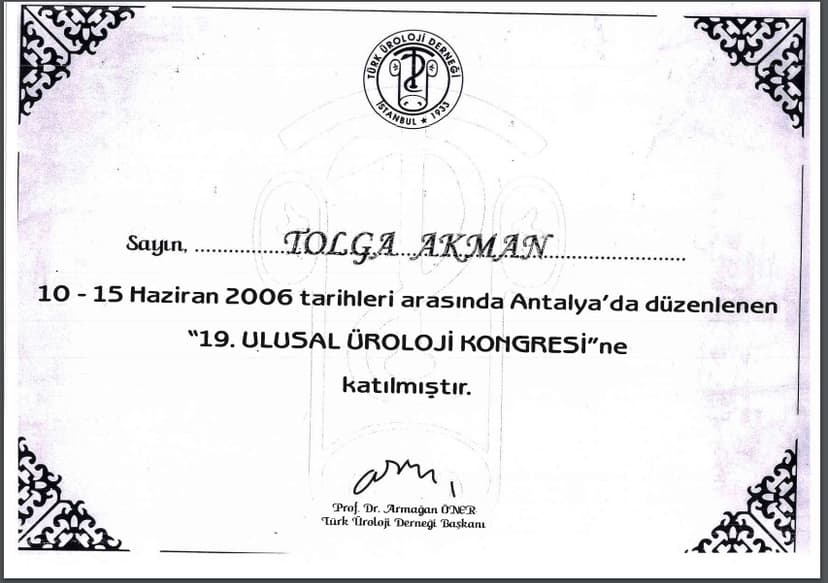 TÜRK ÜROLOJİ DERNEĞİ
İSTANBUL ★ 1933
Sayın, ................TOLGA...AKMAN........................
10 - 15 Haziran 2006 tarihleri arasında Antalya'da düzenlenen
"19. ULUSAL ÜROLOJİ KONGRESİ"ne
katılmıştır.
Prof. Dr. Armağan ÖNER
Türk Üroloji Derneği Başkanı